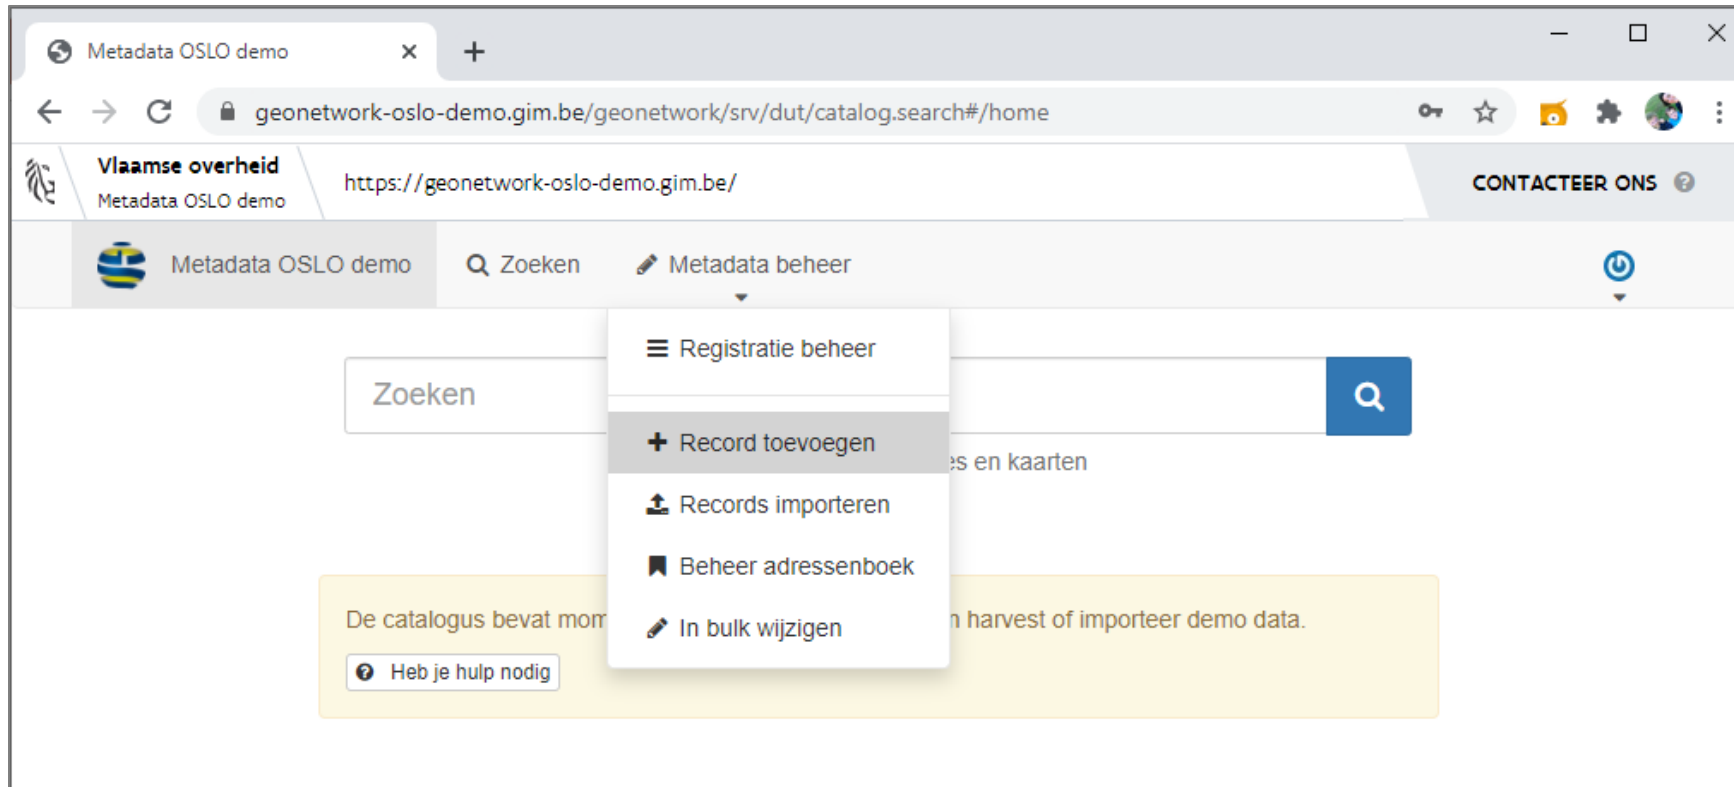 Metadata OSLO demo
geonetwork-oslo-demo.gim.be/geonetwork/srv/dut/catalog.search#/home
Vlaamse overheid
Metadata OSLO demo
https://geonetwork-oslo-demo.gim.be/
CONTACTEER ONS
Metadata OSLO demo Zoeken Metadata beheer
Registratie beheer
Zoeken
Record toevoegen
es en kaarten
Records importeren
Beheer adressenboek
De catalogus bevat mom
n harvest of importeer demo data.
In bulk wijzigen
Heb je hulp nodig